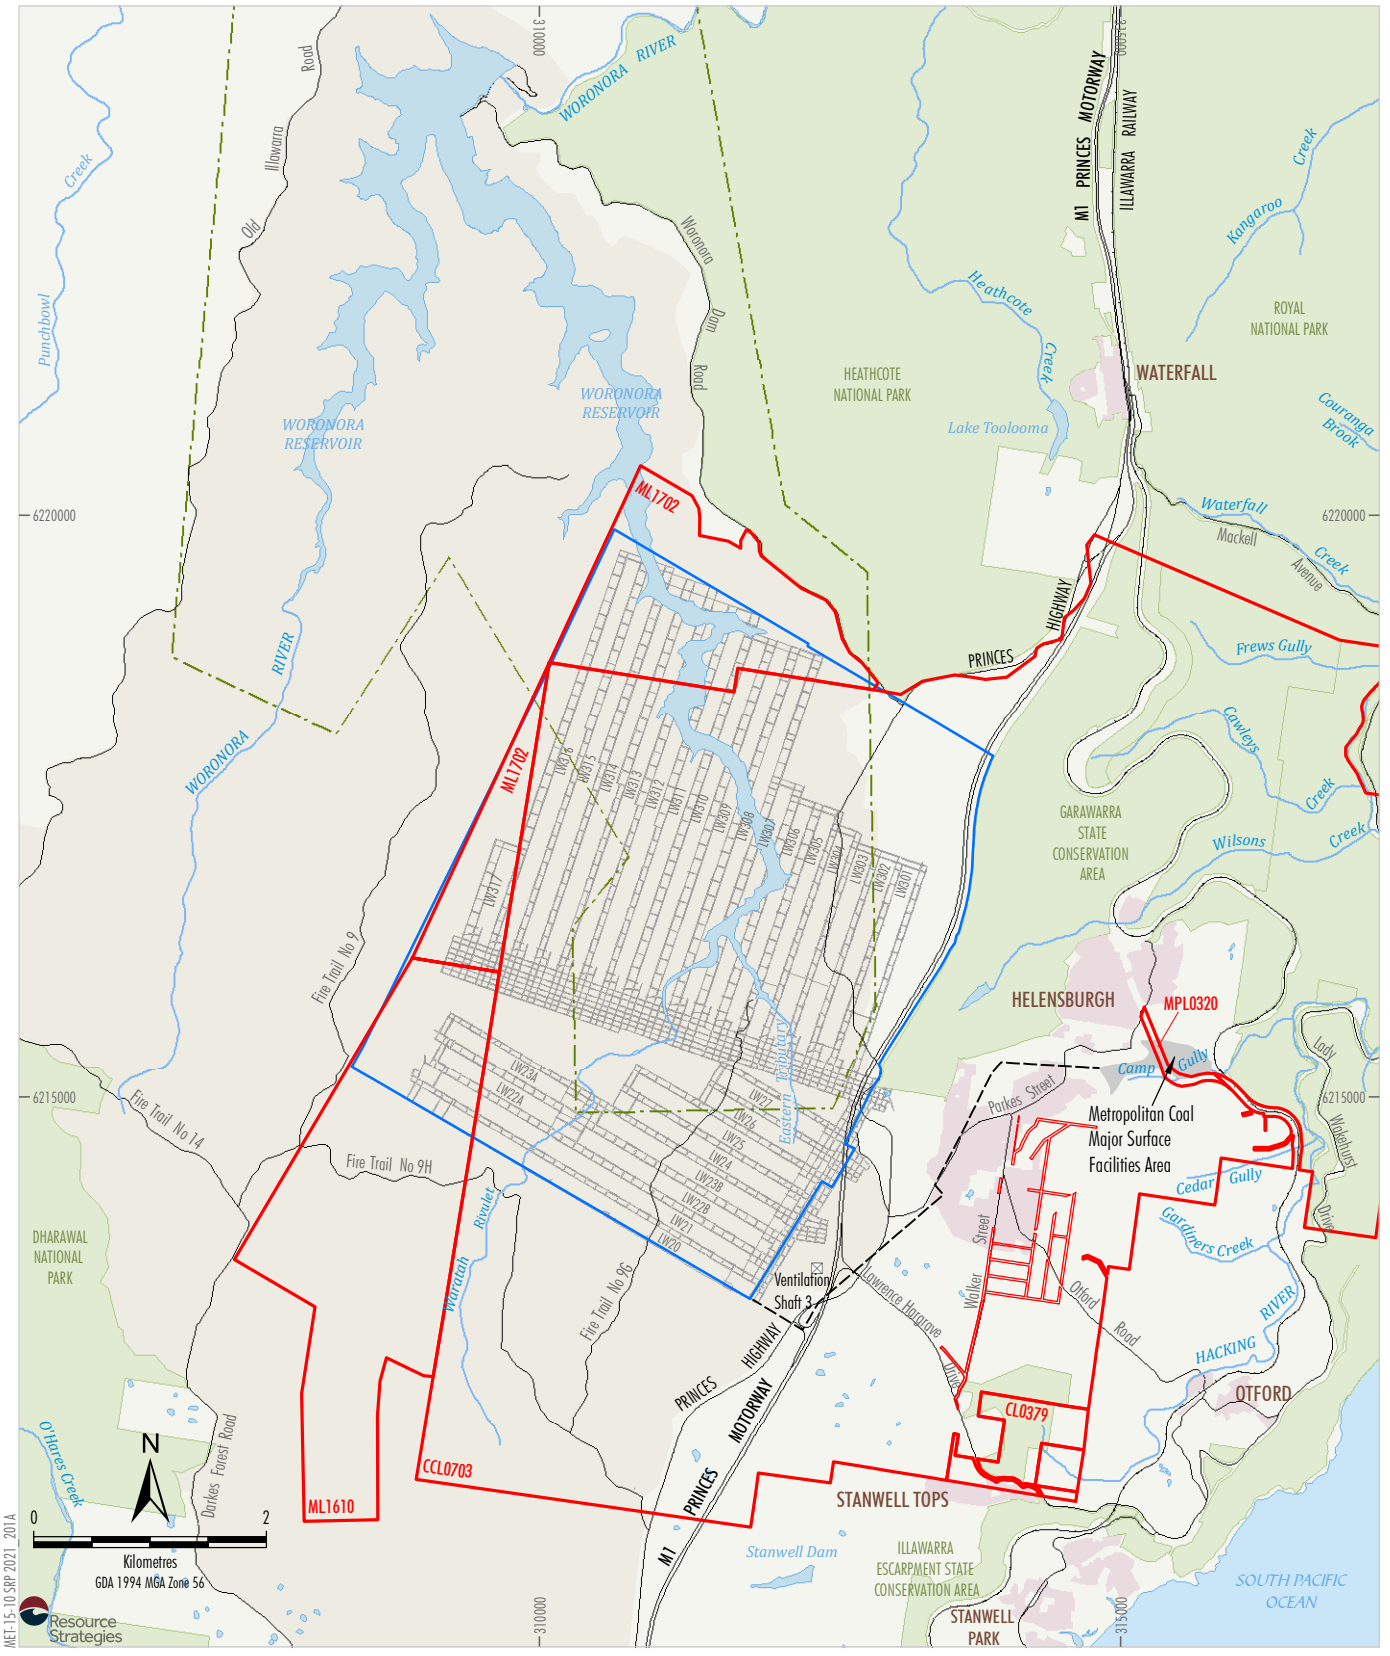 310000
315000
WORONORA RIVER
Old Illawarra Road
Creek
Punchbowl
M1 PRINCES MOTORWAY
ILLAWARRA RAILWAY
Kangaroo Creek
Woronora Dam Road
Heathcote Creek
ROYAL
NATIONAL PARK
HEATHCOTE
NATIONAL PARK
WATERFALL
WORONORA
RESERVOIR
WORONORA
RESERVOIR
Couranga
Brook
Lake Toolooma
ML1702
6220000
6220000
Waterfall Creek
Mackell Avenue
HIGHWAY
PRINCES
Frews Gully
WORONORA RIVER
ML1702
Cawleys Creek
LW316
LW315
LW314
LW313
LW312
LW311
LW310
LW309
LW308
LW307
LW306
LW305
LW304
LW303
LW302
LW301
LW317
GARAWARRA
STATE
CONSERVATION
AREA
Wilsons Creek
Fire Trail No 9
HELENSBURGH
MPL0320
Eastern Tributary
Camp Gully
Lady Wakehurst Drive
6215000
6215000
Parkes Street
Metropolitan Coal
Major Surface
Facilities Area
Fire Trail No 14
LW23A
LW22A
LW27
LW26
LW25
LW24
LW23B
LW22B
LW21
LW20
Fire Trail No 9H
Waratah Rivulet
Cedar Gully
Gardiners Creek
Walker Street
DHARAWAL
NATIONAL
PARK
Fire Trail No 9G
Ventilation
Shaft 3
Lawrence Hargrave Drive
Otford Road
HACKING RIVER
PRINCES HIGHWAY
OTFORD
M1 PRINCES MOTORWAY
CL0379
O'Hares Creek
Darkes Forest Road
CCL0703
ML1610
STANWELL TOPS
N
0
2
Kilometres
GDA 1994 MGA Zone 56
Stanwell Dam
ILLAWARRA
ESCARPMENT STATE
CONSERVATION AREA
SOUTH PACIFIC
OCEAN
STANWELL
PARK
310000
315000
MET-15-10 SRP 2021_201A
Resource
Strategies